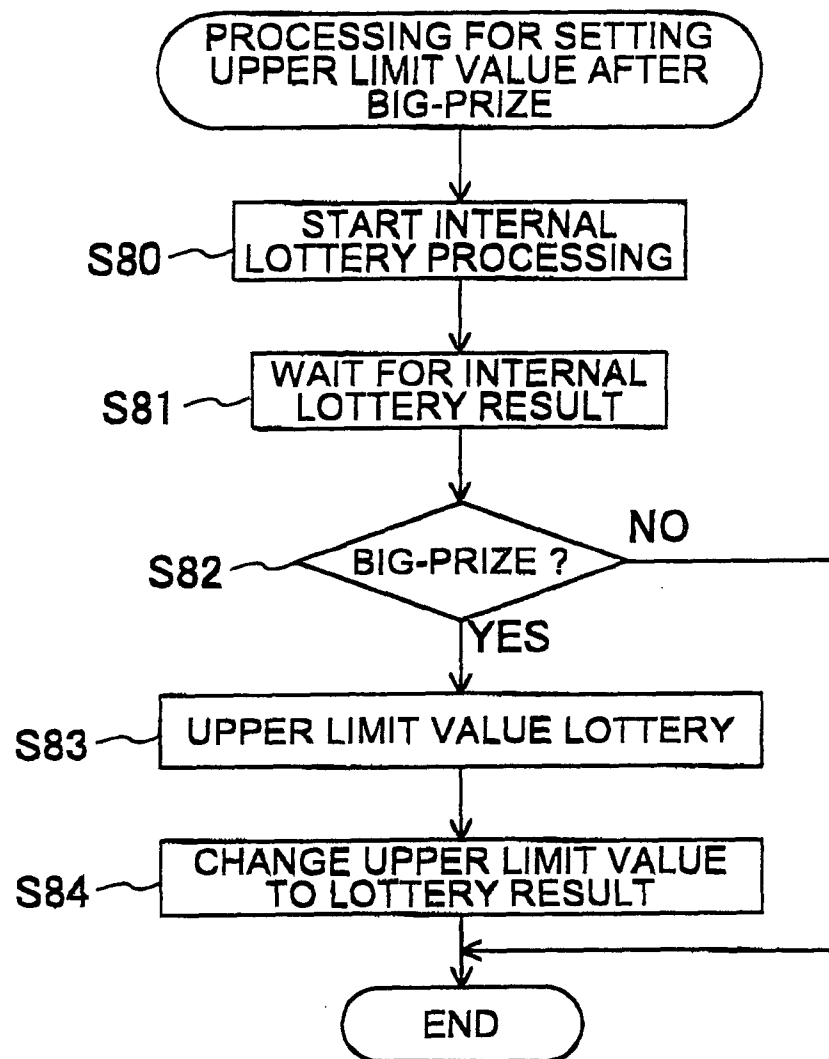 PROCESSING FOR SETTING
UPPER LIMIT VALUE AFTER
BIG-PRIZE
S80
START INTERNAL
LOTTERY PROCESSING
S81
WAIT FOR INTERNAL
LOTTERY RESULT
S82
BIG-PRIZE ?
NO
YES
S83
UPPER LIMIT VALUE LOTTERY
S84
CHANGE UPPER LIMIT VALUE
TO LOTTERY RESULT
END